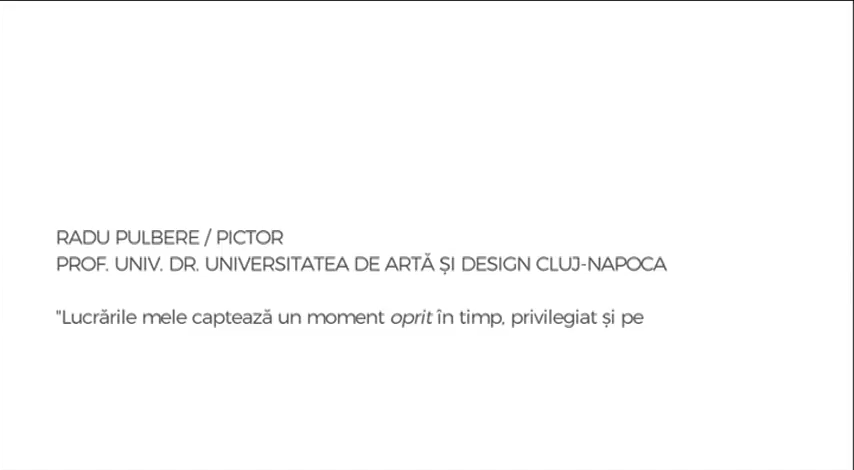 RADU PULBERE / PICTOR
PROF. UNIV. DR. UNIVERSITATEA DE ARTĂ ȘI DESIGN CLUJ-NAPOCA
"Lucrările mele captează un moment oprit în timp, privilegiat și pe